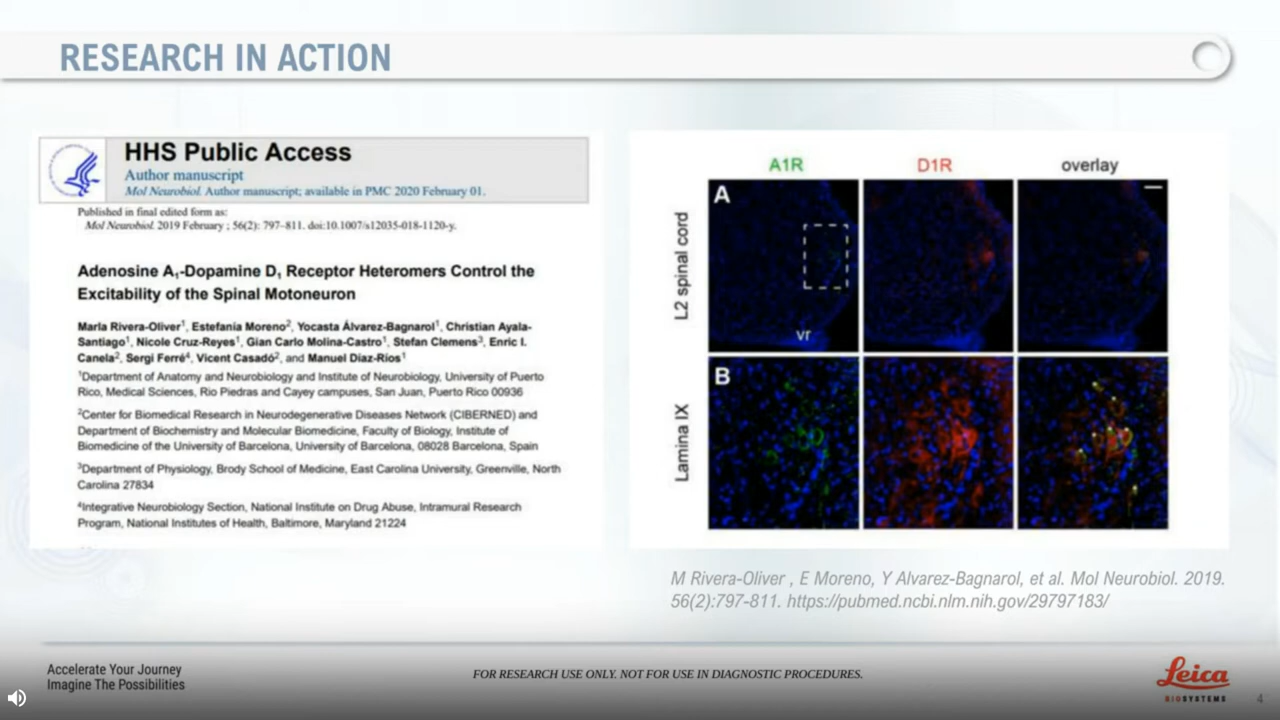 RESEARCH IN ACTION
HHS Public Access
Author manuscript
Mol Neurobiol. Author manuscript; available in PMC 2020 February 01.
Published in final edited form as:
Mol Neurobiol. 2019 February ; 56(2): 797–811. doi:10.1007/s12035-018-1120-y.
Adenosine A₁-Dopamine D₁ Receptor Heteromers Control the
Excitability of the Spinal Motoneuron
Marla Rivera-Oliver¹, Estefanía Moreno², Yocasta Álvarez-Bagnarol¹, Christian Ayala-
Santiago¹, Nicole Cruz-Reyes¹, Gian Carlo Molina-Castro¹, Stefan Clemens³, Enric I.
Canela², Sergi Ferré⁴, Vicent Casadó², and Manuel Díaz-Ríos¹
¹Department of Anatomy and Neurobiology and Institute of Neurobiology, University of Puerto
Rico, Medical Sciences, Rio Piedras and Cayey campuses, San Juan, Puerto Rico 00936
²Center for Biomedical Research in Neurodegenerative Diseases Network (CIBERNED) and
Department of Biochemistry and Molecular Biomedicine, Faculty of Biology, Institute of
Biomedicine of the University of Barcelona, University of Barcelona, 08028 Barcelona, Spain
³Department of Physiology, Brody School of Medicine, East Carolina University, Greenville, North
Carolina 27834
⁴Integrative Neurobiology Section, National Institute on Drug Abuse, Intramural Research
Program, National Institutes of Health, Baltimore, Maryland 21224
A1R
D1R
overlay
L2 spinal cord
A
vr
Lamina IX
B
M Rivera-Oliver , E Moreno, Y Alvarez-Bagnarol, et al. Mol Neurobiol. 2019.
56(2):797-811. https://pubmed.ncbi.nlm.nih.gov/29797183/
Accelerate Your Journey
Imagine The Possibilities
FOR RESEARCH USE ONLY. NOT FOR USE IN DIAGNOSTIC PROCEDURES.
Leica
BIOSYSTEMS
4